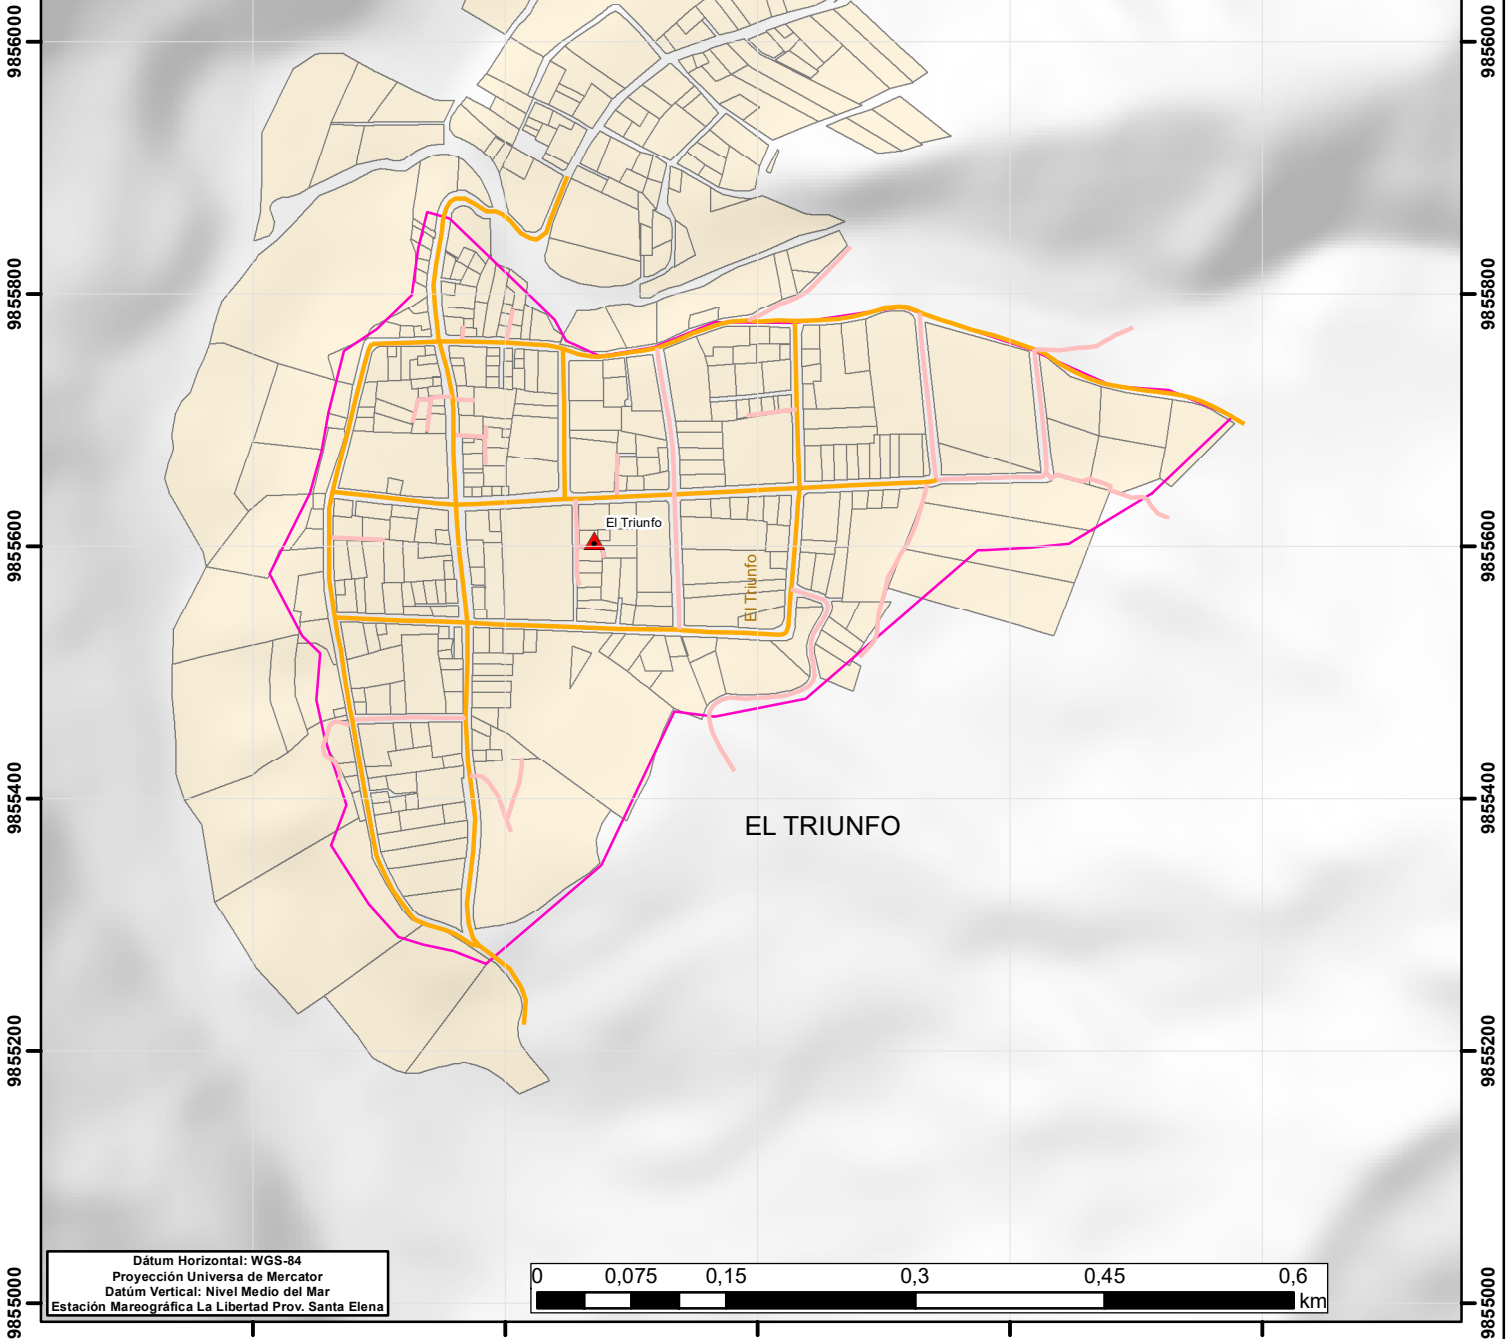 9856000
9856000
9855800
9855800
El Triunfo
9855600
9855600
El Triunfo
9855400
9855400
EL TRIUNFO
9855200
9855200
Dátum Horizontal: WGS-84
Proyección Universa de Mercator
Datúm Vertical: Nivel Medio del Mar
Estación Mareográfica La Libertad Prov. Santa Elena
0 0,075 0,15 0,3 0,45 0,6
km
9855000
9855000